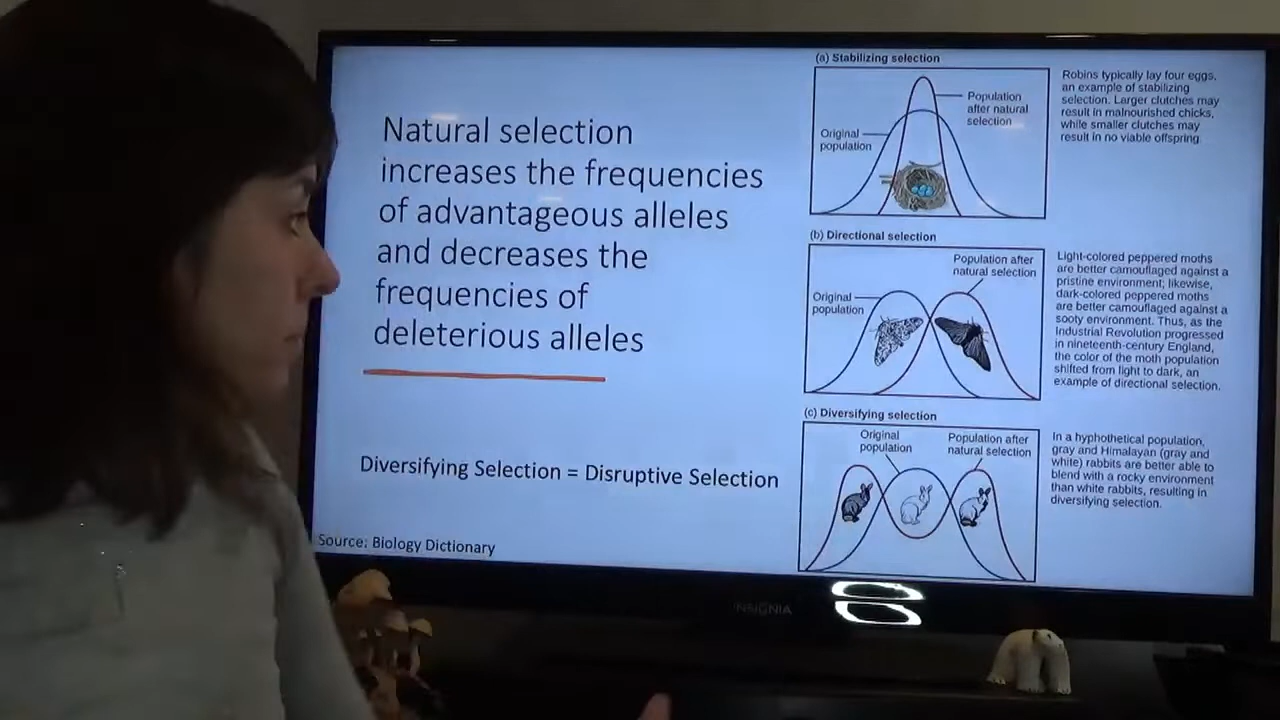 Natural selection
increases the frequencies
of advantageous alleles
and decreases the
frequencies of
deleterious alleles
Diversifying Selection = Disruptive Selection
Source: Biology Dictionary
(a) Stabilizing selection
Population
after natural
selection
Original
population
Robins typically lay four eggs,
an example of stabilizing
selection. Larger clutches may
result in malnourished chicks,
while smaller clutches may
result in no viable offspring.
(b) Directional selection
Population after
natural selection
Original
population
Light-colored peppered moths
are better camouflaged against a
pristine environment; likewise,
dark-colored peppered moths
are better camouflaged against a
sooty environment. Thus, as the
Industrial Revolution progressed
in nineteenth-century England,
the color of the moth population
shifted from light to dark, an
example of directional selection.
(c) Diversifying selection
Original
population
Population after
natural selection
In a hyphothetical population,
gray and Himalayan (gray and
white) rabbits are better able to
blend with a rocky environment
than white rabbits, resulting in
diversifying selection.
INSIGNIA